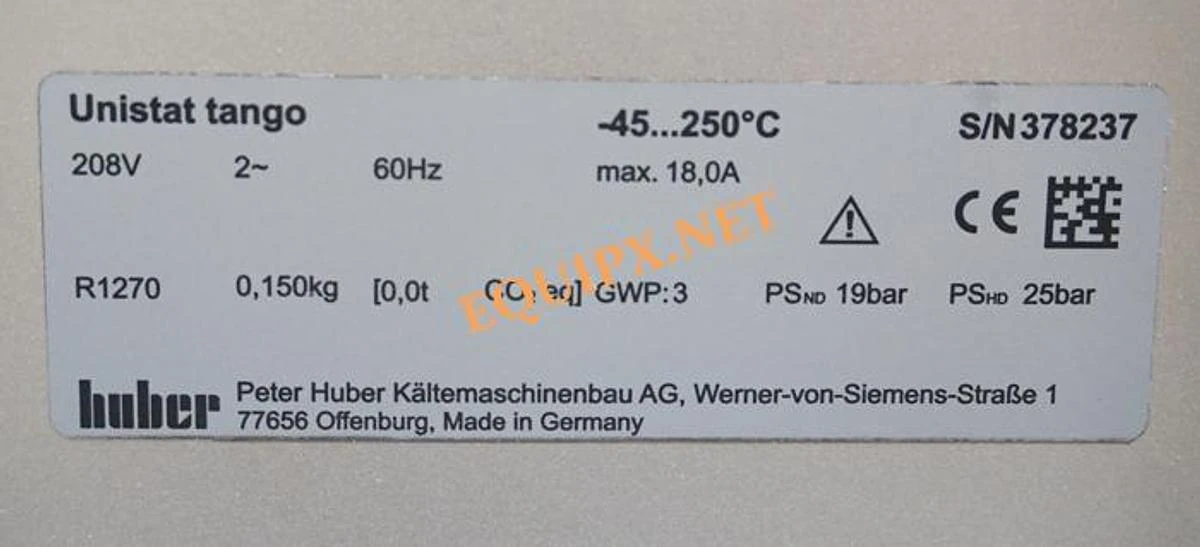 Unistat tango -45...250°C S/N 378237
208V 2~ 60Hz max. 18,0A
CE
R1270 0,150kg [0,0t CO₂ eq] GWP:3 PSND 19bar PSHD 25bar
EQUIPX.NET
huber Peter Huber Kältemaschinenbau AG, Werner-von-Siemens-Straße 1
77656 Offenburg, Made in Germany